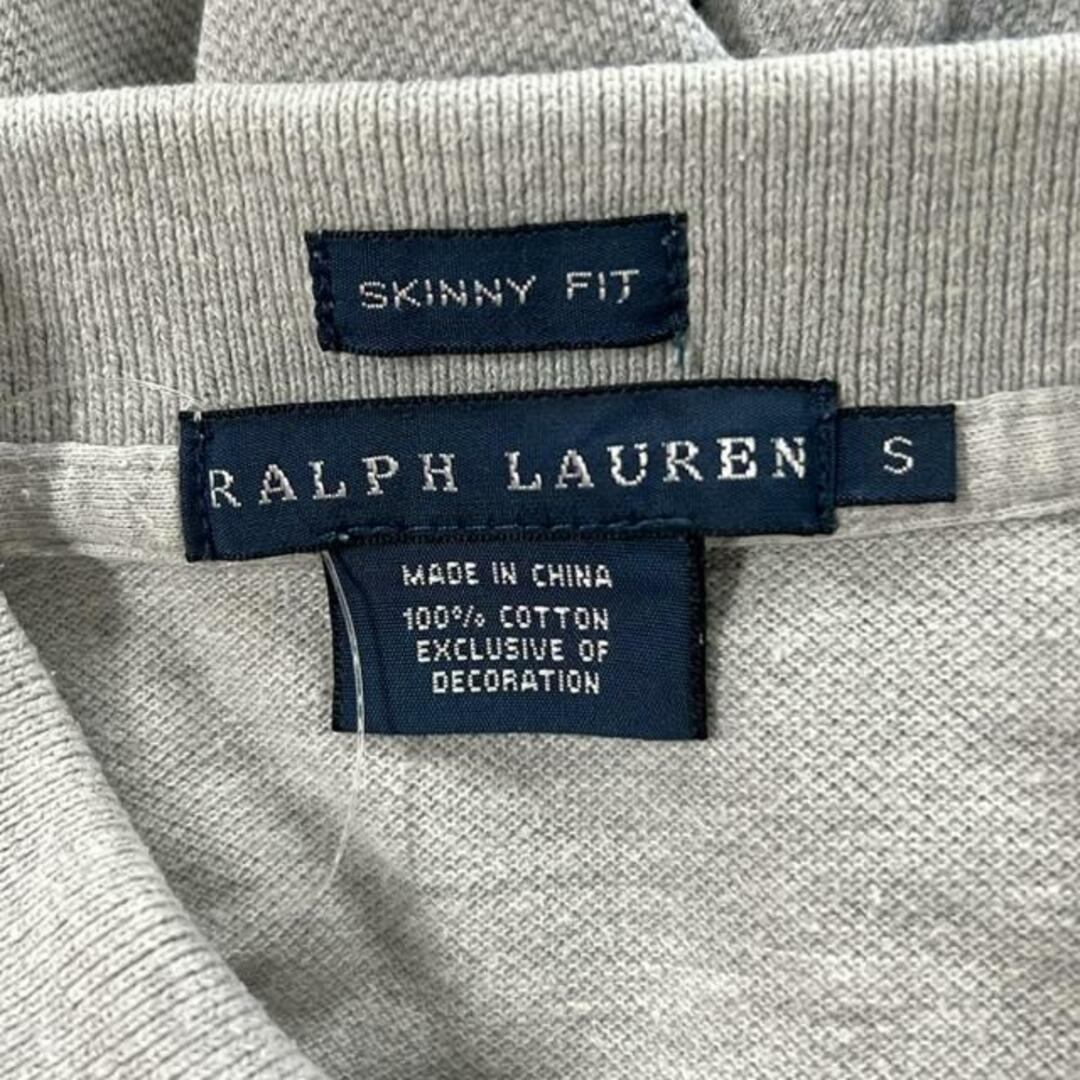 SKINNY FIT
RALPH LAUREN
S
MADE IN CHINA
100% COTTON
EXCLUSIVE OF
DECORATION